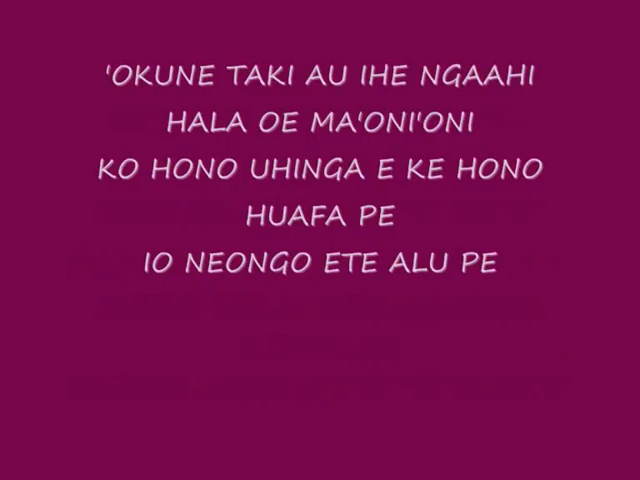 'OKUNE TAKI AU IHE NGAAHI
HALA OE MA'ONI'ONI
KO HONO UHINGA E KE HONO
HUAFA PE
IO NEONGO ETE ALU PE